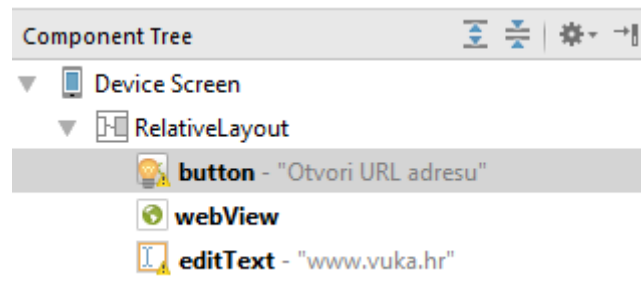 Component Tree
Device Screen
RelativeLayout
button - "Otvori URL adresu"
webView
editText - "www.vuka.hr"